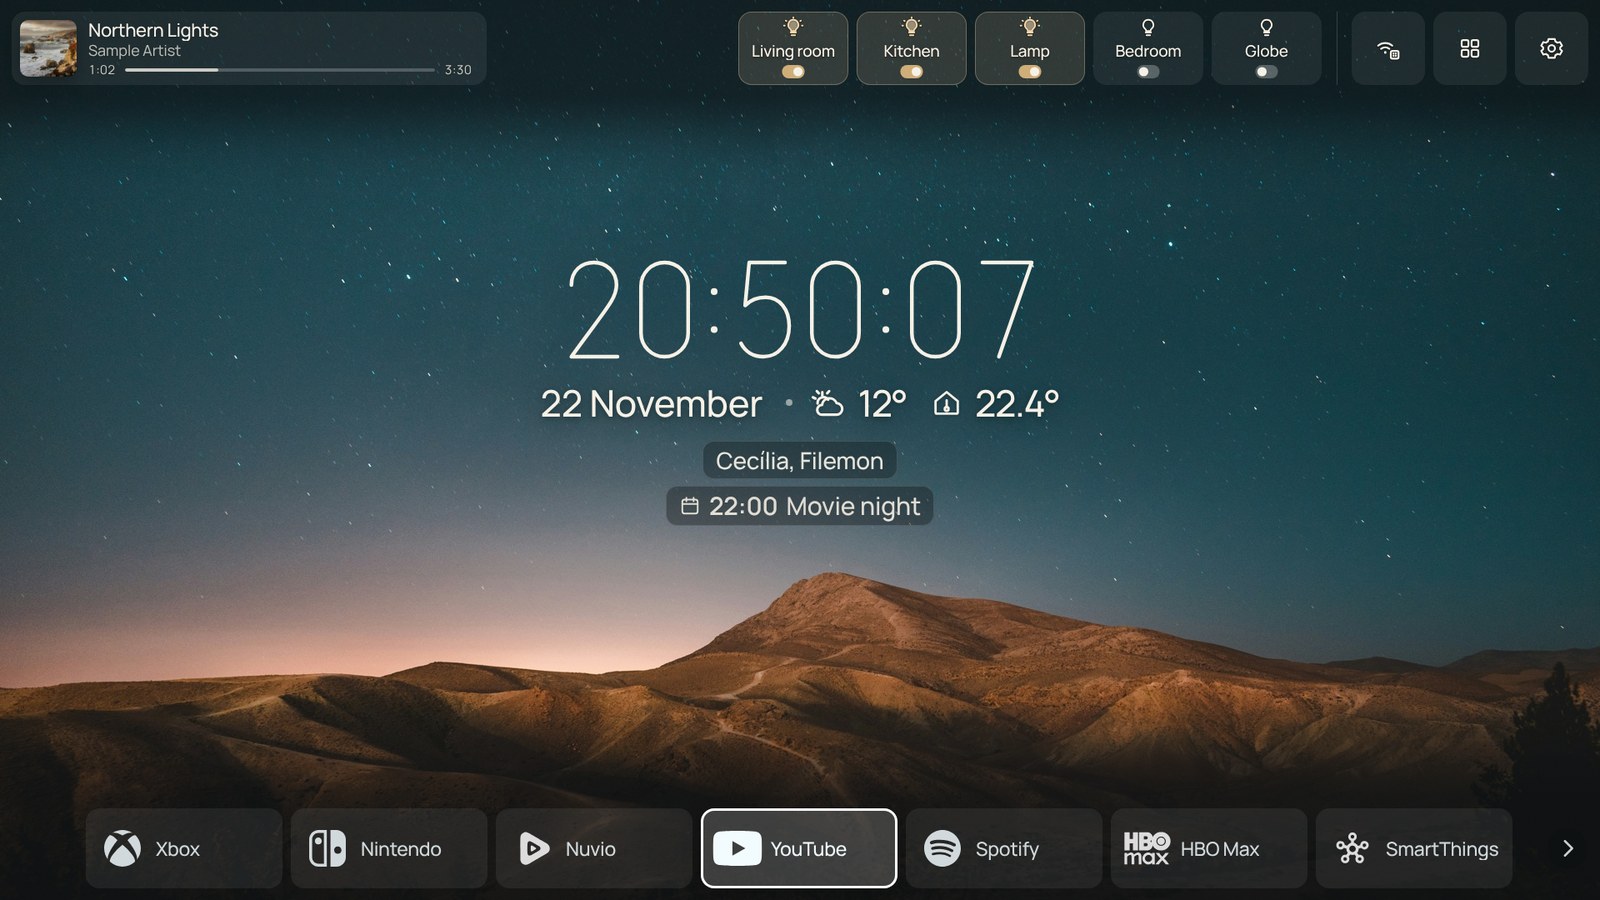 Northern Lights
Sample Artist
1:02 3:30
Living room
Kitchen
Lamp
Bedroom
Globe
20:50:07
22 November • 12° 22.4°
Cecília, Filemon
22:00 Movie night
Xbox
Nintendo
Nuvio
YouTube
Spotify
HBO max HBO Max
SmartThings